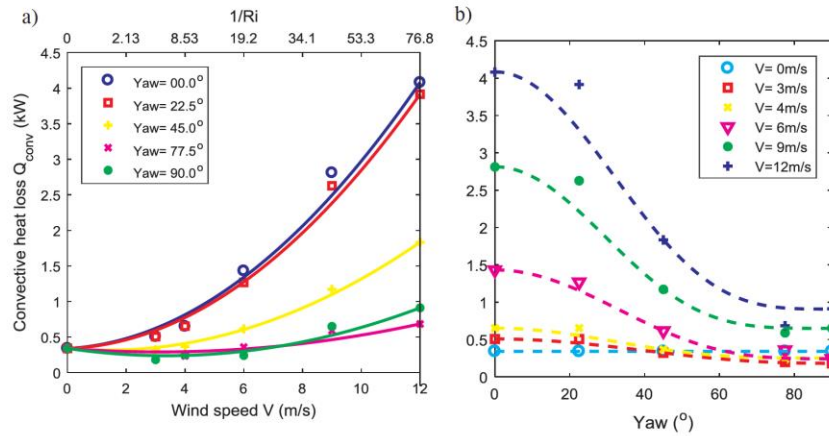 a)
1/Ri
0 2.13 8.53 19.2 34.1 53.3 76.8
4.5
4
3.5
3
2.5
2
1.5
1
0.5
0
Convective heat loss Q_conv (kW)
Yaw= 00.0°
Yaw= 22.5°
Yaw= 45.0°
Yaw= 77.5°
Yaw= 90.0°
0 2 4 6 8 10 12
Wind speed V (m/s)
b)
4.5
4
3.5
3
2.5
2
1.5
1
0.5
0
V= 0m/s
V= 3m/s
V= 4m/s
V= 6m/s
V= 9m/s
V=12m/s
0 20 40 60 80
Yaw (°)